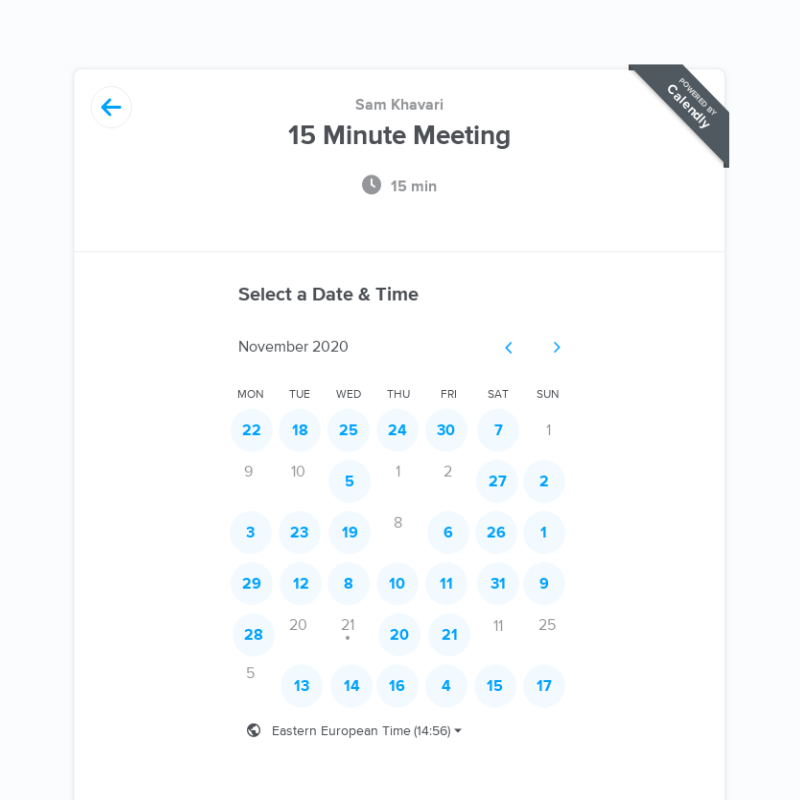 Sam Khavari
15 Minute Meeting
15 min
POWERED BY
Calendly
Select a Date & Time
November 2020
MON TUE WED THU FRI SAT SUN
22 18 25 24 30 7 1
9 10 5 1 2 27 2
3 23 19 8 6 26 1
29 12 8 10 11 31 9
28 20 21 20 21 11 25
5 13 14 16 4 15 17
Eastern European Time (14:56)